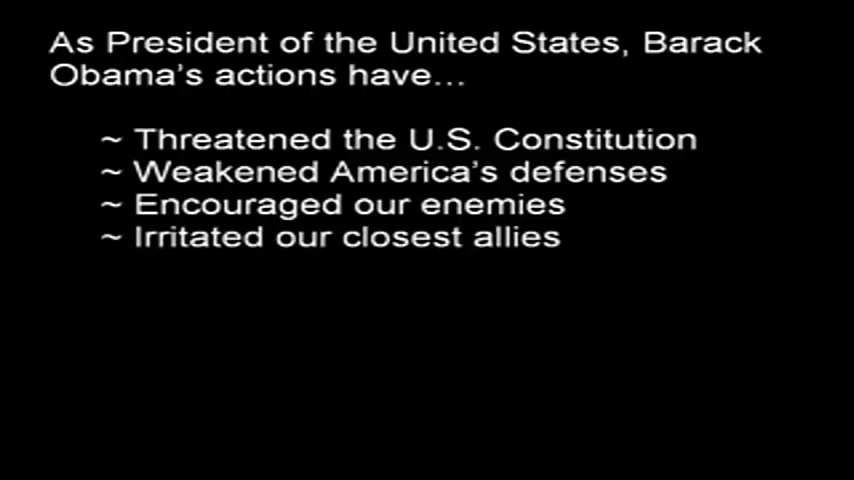 As President of the United States, Barack
Obama's actions have...
~ Threatened the U.S. Constitution
~ Weakened America's defenses
~ Encouraged our enemies
~ Irritated our closest allies